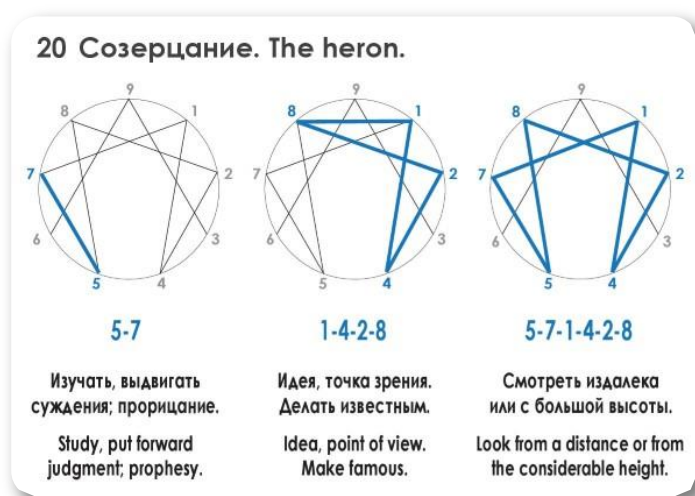 20 Созерцание. The heron.
9
8 1
7 2
6 3
5 4
9
8 1
7 2
6 3
5 4
9
8 1
7 2
6 3
5 4
5-7
1-4-2-8
5-7-1-4-2-8
Изучать, выдвигать
суждения; прорицание.
Study, put forward
judgment; prophesy.
Идея, точка зрения.
Делать известным.
Idea, point of view.
Make famous.
Смотреть издалека
или с большой высоты.
Look from a distance or from
the considerable height.